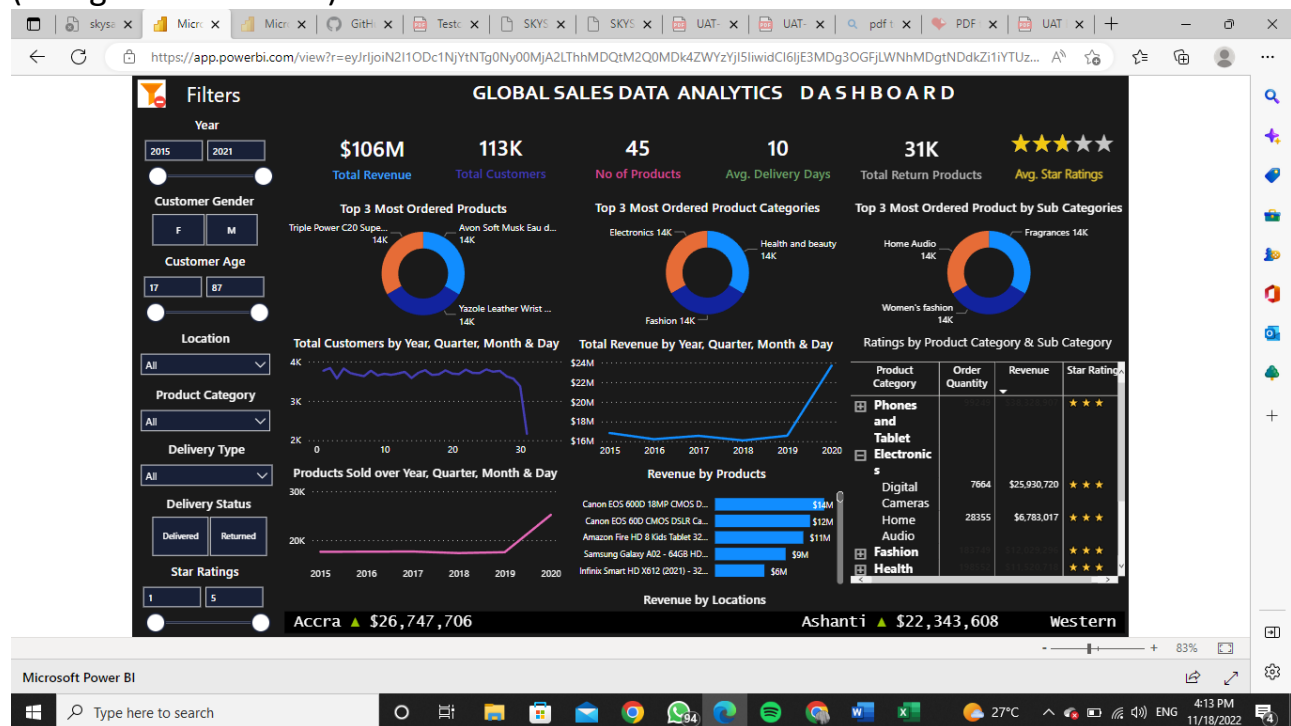 skysa
Micro
Micr
GitH
Testc
SKYS
SKYS
UAT-
UAT-
pdf t
PDF
UAT
https://app.powerbi.com/view?r=eyJrIjoiN2I1ODc1NjYtNTg0Ny00MjA2LThhMDQtM2Q0MDk4ZWYzYjI5IiwidCI6IjE3MDg3OGFjLWNhMDgtNDdkZi1iYTUz...
Filters
GLOBAL SALES DATA ANALYTICS DASHBOARD
Year
2015 2021
$106M 113K 45 10 31K
Total Revenue Total Customers No of Products Avg. Delivery Days Total Return Products Avg. Star Ratings
Customer Gender
F M
Customer Age
17 87
Location
All
Product Category
All
Delivery Type
All
Delivery Status
Delivered Returned
Star Ratings
1 5
Top 3 Most Ordered Products
Triple Power C20 Supe...
14K
Avon Soft Musk Eau d...
14K
Yazole Leather Wrist ...
14K
Top 3 Most Ordered Product Categories
Electronics 14K
Health and beauty
14K
Fashion 14K
Top 3 Most Ordered Product by Sub Categories
Home Audio
14K
Fragrances 14K
Women's fashion
14K
Total Customers by Year, Quarter, Month & Day
4K
3K
2K
0 10 20 30
Total Revenue by Year, Quarter, Month & Day
$24M
$22M
$20M
$18M
$16M
2015 2016 2017 2018 2019 2020
Ratings by Product Category & Sub Category
Product Category Order Quantity Revenue Star Rating
Phones and Tablet ★ ★ ★
Electronics
Digital Cameras 7664 $25,930,720 ★ ★ ★
Home Audio 28355 $6,783,017 ★ ★ ★
Fashion ★ ★ ★
Health ★ ★ ★
Products Sold over Year, Quarter, Month & Day
30K
20K
2015 2016 2017 2018 2019 2020
Revenue by Products
Canon EOS 600D 18MP CMOS D... $14M
Canon EOS 60D CMOS DSLR Ca... $12M
Amazon Fire HD 8 Kids Tablet 32... $11M
Samsung Galaxy A02 - 64GB HD... $9M
Infinix Smart HD X612 (2021) - 32... $6M
Revenue by Locations
Accra ▲ $26,747,706 Ashanti ▲ $22,343,608 Western
- + 83%
Microsoft Power BI
Type here to search
94
27°C
ENG
4:13 PM
11/18/2022
4